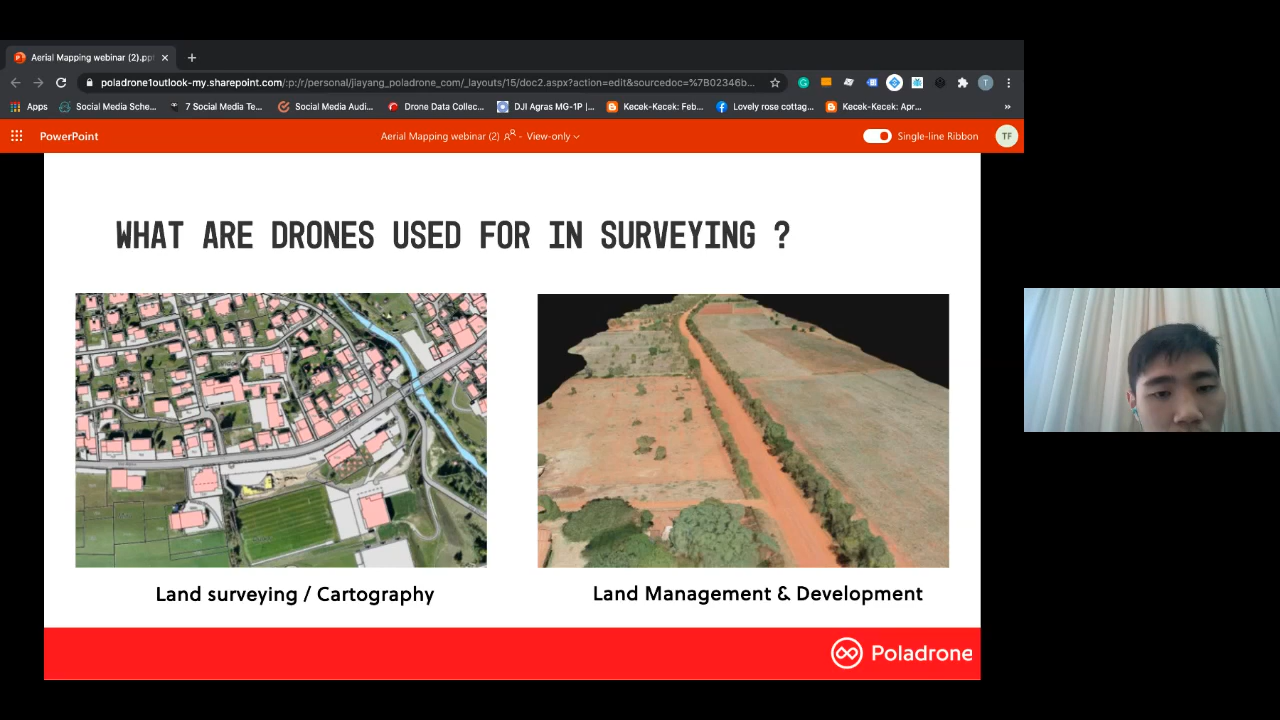 Aerial Mapping webinar (2).ppt
poladrone1outlook-my.sharepoint.com/:p:/r/personal/jiayang_poladrone_com/_layouts/15/doc2.aspx?action=edit&sourcedoc=%7B02346b...
T
Apps Social Media Sche... 7 Social Media Te... Social Media Audi... Drone Data Collec... DJI Agras MG-1P |... Kecek-Kecek: Feb... Lovely rose cottag... Kecek-Kecek: Apr... »
PowerPoint Aerial Mapping webinar (2) - View-only Single-line Ribbon TF
WHAT ARE DRONES USED FOR IN SURVEYING ?
Land surveying / Cartography
Land Management & Development
Poladrone